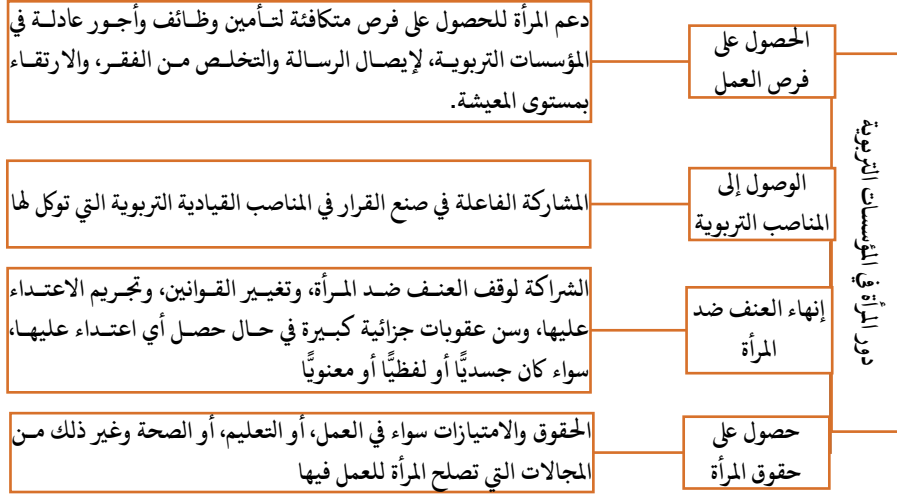 دور المرأة في المؤسسات التربوية
الحصول على
فرص العمل
دعم المرأة للحصول على فرص متكافئة لتأمين وظائف وأجور عادلة في
المؤسسات التربوية، لإيصال الرسالة والتخلص من الفقر، والارتقاء
بمستوى المعيشة.
الوصول إلى
المناصب التربوية
المشاركة الفاعلة في صنع القرار في المناصب القيادية التربوية التي توكل لها
إنهاء العنف ضد
المرأة
الشراكة لوقف العنف ضد المرأة، وتغيير القوانين، وتجريم الاعتداء
عليها، وسن عقوبات جزائية كبيرة في حال حصل أي اعتداء عليها،
سواء كان جسديًّا أو لفظيًّا أو معنويًّا
حصول على
حقوق المرأة
الحقوق والامتيازات سواء في العمل، أو التعليم، أو الصحة وغير ذلك من
المجالات التي تصلح المرأة للعمل فيها